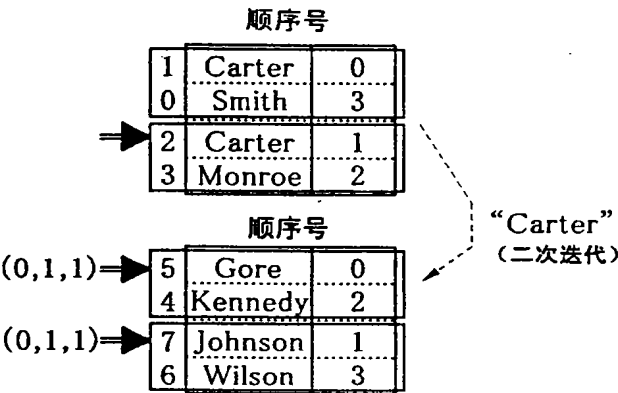 顺序号
1 Carter 0
0 Smith 3
2 Carter 1
3 Monroe 2
顺序号
"Carter"
(二次迭代)
(0,1,1) 5 Gore 0
4 Kennedy 2
(0,1,1) 7 Johnson 1
6 Wilson 3